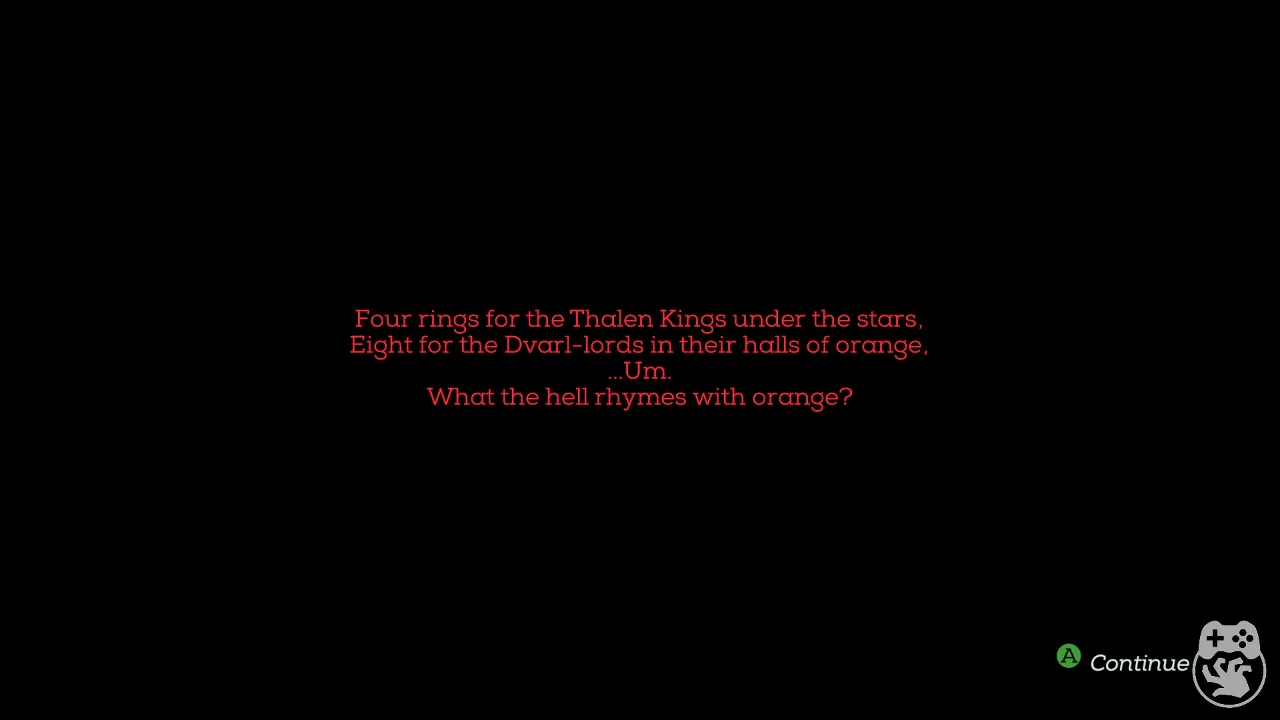 Four rings for the Thalen Kings under the stars,
Eight for the Dvarl-lords in their halls of orange,
...Um.
What the hell rhymes with orange?
A Continue